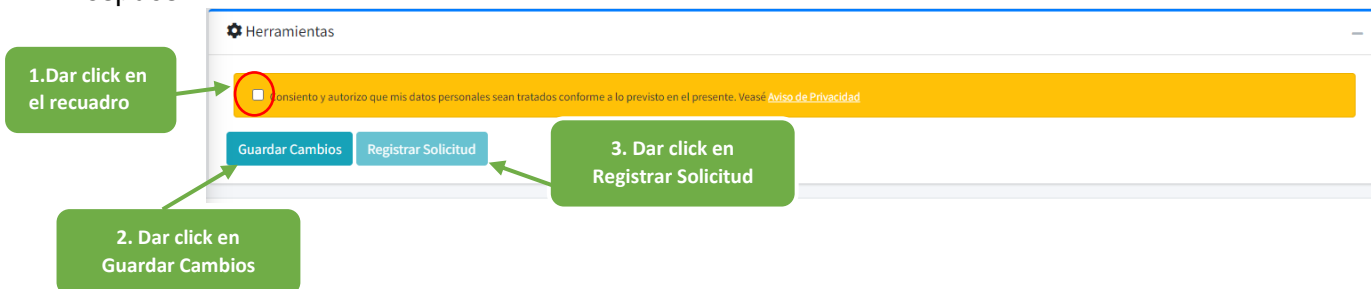 Herramientas
1.Dar click en
el recuadro
Consiento y autorizo que mis datos personales sean tratados conforme a lo previsto en el presente. Veasé Aviso de Privacidad
Guardar Cambios
Registrar Solicitud
3. Dar click en
Registrar Solicitud
2. Dar click en
Guardar Cambios